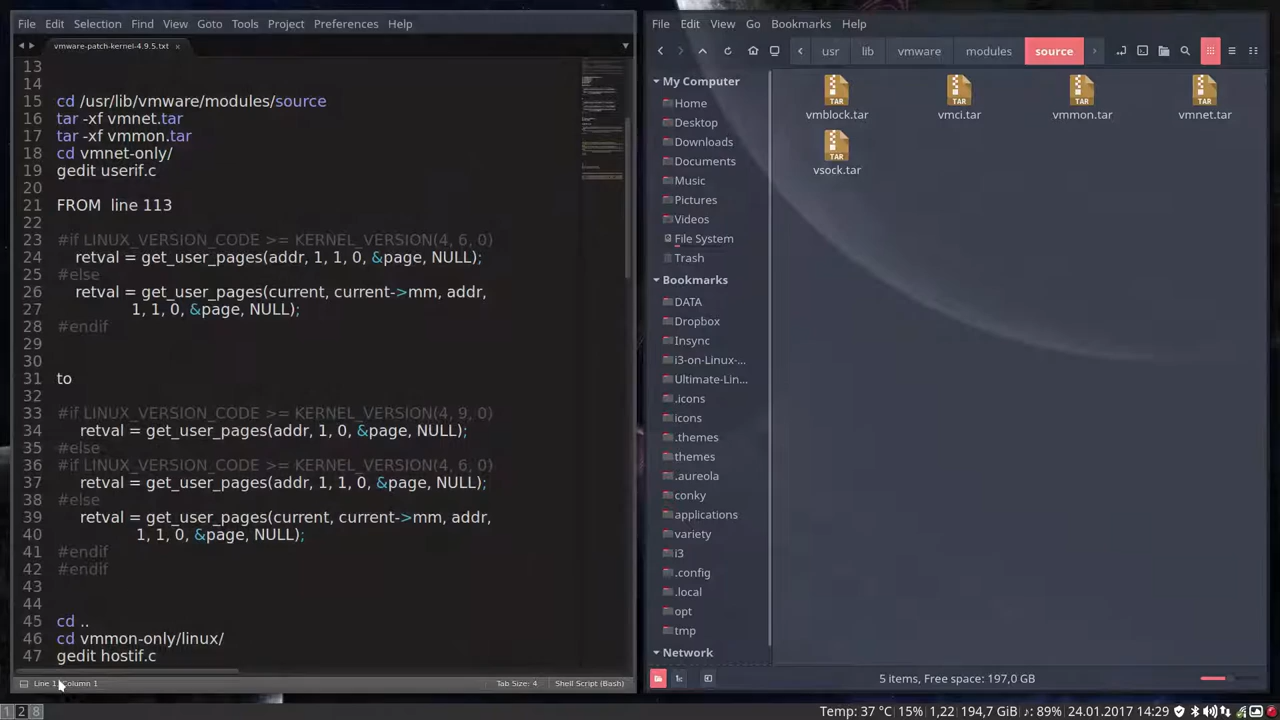 File Edit Selection Find View Goto Tools Project Preferences Help
vmware-patch-kernel-4.9.5.txt ×
13
14
15 cd /usr/lib/vmware/modules/source
16 tar -xf vmnet.tar
17 tar -xf vmmon.tar
18 cd vmnet-only/
19 gedit userif.c
20
21 FROM  line 113
22
23 #if LINUX_VERSION_CODE >= KERNEL_VERSION(4, 6, 0)
24 retval = get_user_pages(addr, 1, 1, 0, &page, NULL);
25 #else
26 retval = get_user_pages(current, current->mm, addr,
27 1, 1, 0, &page, NULL);
28 #endif
29
30
31 to
32
33 #if LINUX_VERSION_CODE >= KERNEL_VERSION(4, 9, 0)
34 retval = get_user_pages(addr, 1, 0, &page, NULL);
35 #else
36 #if LINUX_VERSION_CODE >= KERNEL_VERSION(4, 6, 0)
37 retval = get_user_pages(addr, 1, 1, 0, &page, NULL);
38 #else
39 retval = get_user_pages(current, current->mm, addr,
40 1, 1, 0, &page, NULL);
41 #endif
42 #endif
43
44
45 cd ..
46 cd vmmon-only/linux/
47 gedit hostif.c
Column 1 Tab Size: 4 Shell Script (Bash)
File Edit View Go Bookmarks Help
usr lib vmware modules source
My Computer
Home
Desktop
Downloads
Documents
Music
Pictures
Videos
File System
Trash
Bookmarks
DATA
Dropbox
Insync
i3-on-Linux-...
Ultimate-Lin...
.icons
icons
.themes
themes
.aureola
conky
applications
variety
i3
.config
.local
opt
tmp
Network
vmblock.tar vmci.tar vmmon.tar vmnet.tar
vsock.tar
5 items, Free space: 197,0 GB
1 2 8
Temp: 37 °C 15% 1,22 194,7 GiB ♪: 89% 24.01.2017 14:29